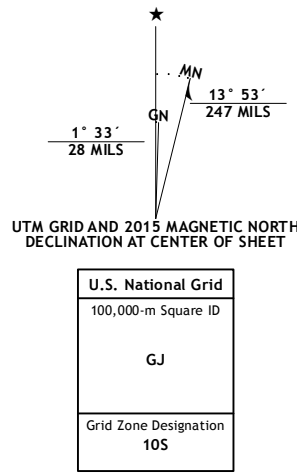 MN
GN
13° 53´
247 MILS
1° 33´
28 MILS
UTM GRID AND 2015 MAGNETIC NORTH
DECLINATION AT CENTER OF SHEET
U.S. National Grid
100,000-m Square ID
GJ
Grid Zone Designation
10S